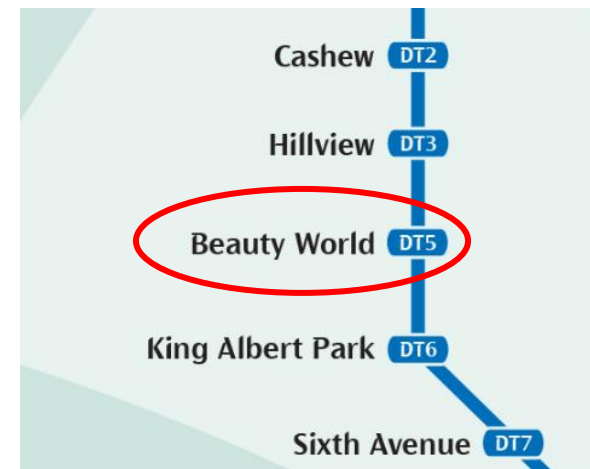 Cashew DT2
Hillview DT3
Beauty World DT5
King Albert Park DT6
Sixth Avenue DT7